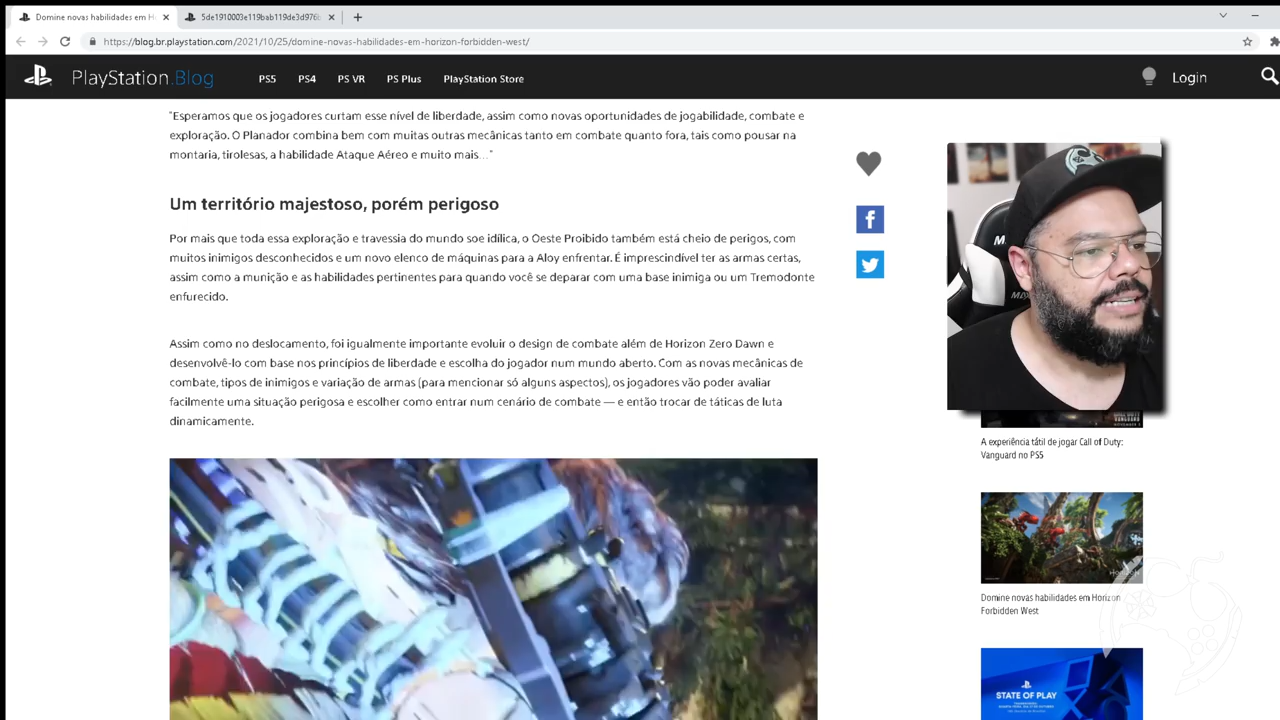 Domine novas habilidades em H
5de1910003e119bab119de3d976b
https://blog.br.playstation.com/2021/10/25/domine-novas-habilidades-em-horizon-forbidden-west/
PlayStation.Blog
PS5
PS4
PS VR
PS Plus
PlayStation Store
Login
"Esperamos que os jogadores curtam esse nível de liberdade, assim como novas oportunidades de jogabilidade, combate e
exploração. O Planador combina bem com muitas outras mecânicas tanto em combate quanto fora, tais como pousar na
montaria, tirolesas, a habilidade Ataque Aéreo e muito mais…"
Um território majestoso, porém perigoso
Por mais que toda essa exploração e travessia do mundo soe idílica, o Oeste Proibido também está cheio de perigos, com
muitos inimigos desconhecidos e um novo elenco de máquinas para a Aloy enfrentar. É imprescindível ter as armas certas,
assim como a munição e as habilidades pertinentes para quando você se deparar com uma base inimiga ou um Tremodonte
enfurecido.
Assim como no deslocamento, foi igualmente importante evoluir o design de combate além de Horizon Zero Dawn e
desenvolvê-lo com base nos princípios de liberdade e escolha do jogador num mundo aberto. Com as novas mecânicas de
combate, tipos de inimigos e variação de armas (para mencionar só alguns aspectos), os jogadores vão poder avaliar
facilmente uma situação perigosa e escolher como entrar num cenário de combate — e então trocar de táticas de luta
dinamicamente.
A experiência tátil de jogar Call of Duty:
Vanguard no PS5
Domine novas habilidades em Horizon
Forbidden West
STATE OF PLAY